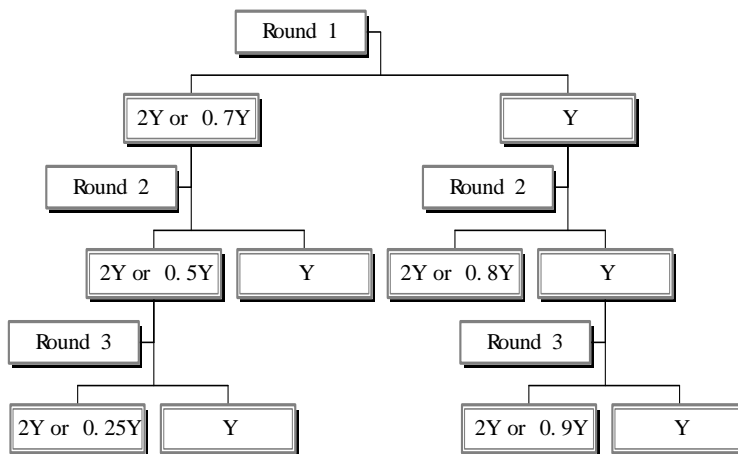 Round 1
2Y or 0.7Y
Y
Round 2
Round 2
2Y or 0.5Y
Y
2Y or 0.8Y
Y
Round 3
Round 3
2Y or 0.25Y
Y
2Y or 0.9Y
Y